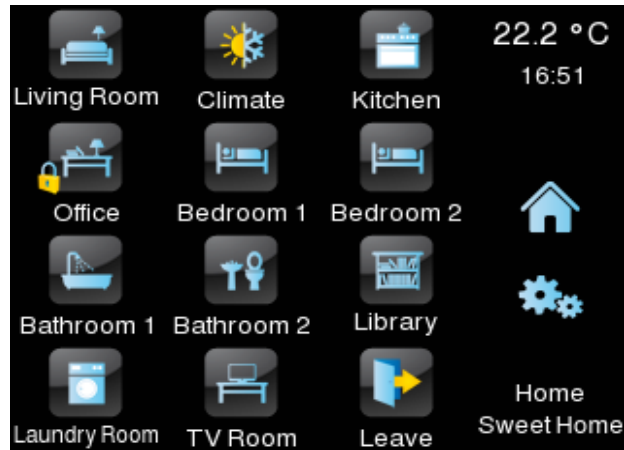 22.2 °C
16:51
Living Room
Climate
Kitchen
Office
Bedroom 1
Bedroom 2
Bathroom 1
Bathroom 2
Library
Laundry Room
TV Room
Leave
Home
Sweet Home